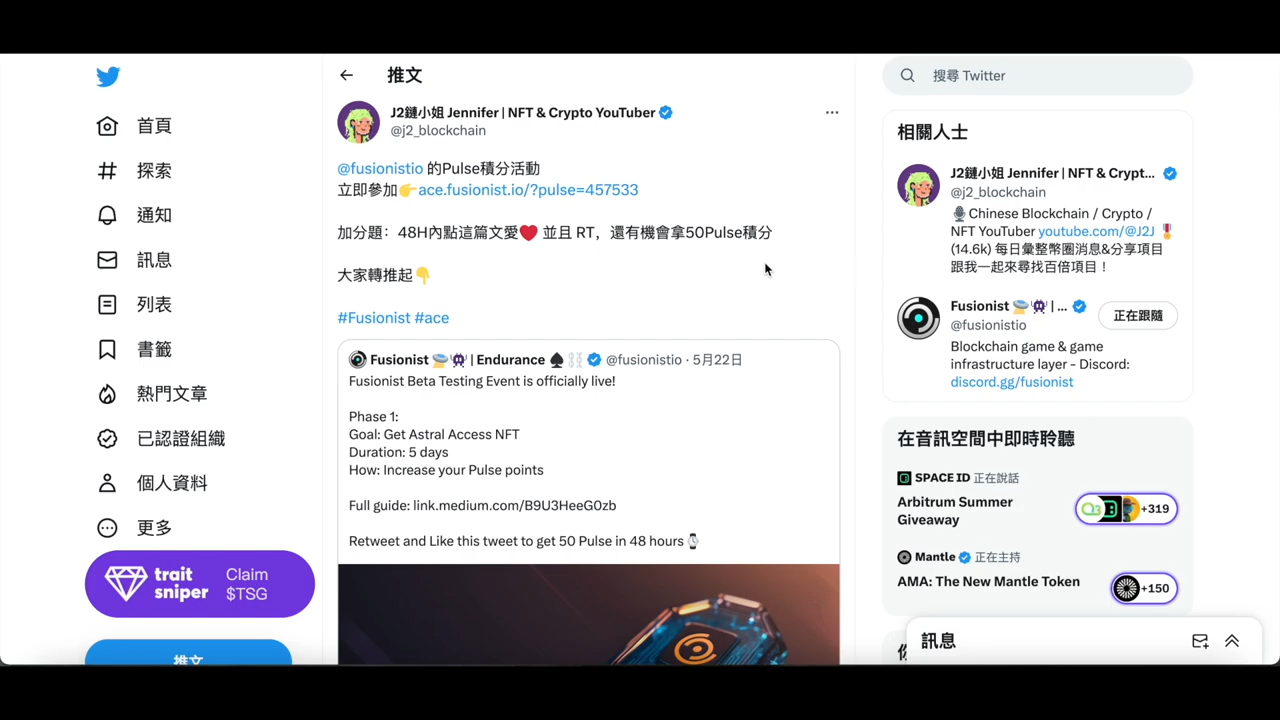 推文
首頁
探索
通知
訊息
列表
書籤
熱門文章
已認證組織
個人資料
更多
trait sniper
Claim $TSG
推文
J2鏈小姐 Jennifer | NFT & Crypto YouTuber
@j2_blockchain
@fusionistio 的Pulse積分活動
立即參加👉ace.fusionist.io/?pulse=457533
加分題：48H內點這篇文愛❤️ 並且 RT，還有機會拿50Pulse積分
大家轉推起👇
#Fusionist #ace
Fusionist 🛸👾 | Endurance ♠️⛓️ @fusionistio · 5月22日
Fusionist Beta Testing Event is officially live!
Phase 1:
Goal: Get Astral Access NFT
Duration: 5 days
How: Increase your Pulse points
Full guide: link.medium.com/B9U3HeeG0zb
Retweet and Like this tweet to get 50 Pulse in 48 hours ⌚
搜尋 Twitter
相關人士
J2鏈小姐 Jennifer | NFT & Crypt...
@j2_blockchain
🎙️Chinese Blockchain / Crypto /
NFT YouTuber youtube.com/@J2J 🎖️
(14.6k) 每日彙整幣圈消息&分享項目
跟我一起來尋找百倍項目！
Fusionist 🛸👾 | ...
@fusionistio
正在跟隨
Blockchain game & game
infrastructure layer - Discord:
discord.gg/fusionist
在音訊空間中即時聆聽
SPACE ID 正在說話
Arbitrum Summer
Giveaway
+319
Mantle 正在主持
AMA: The New Mantle Token
+150
訊息